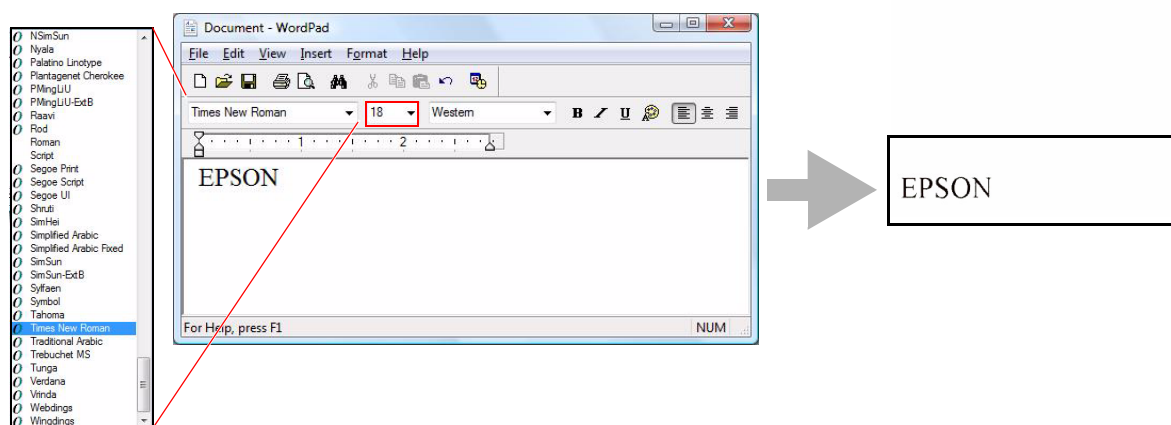 NSimSun
Nyala
Palatino Linotype
Plantagenet Cherokee
PMingLiU
PMingLiU-ExtB
Raavi
Rod
Roman
Script
Segoe Print
Segoe Script
Segoe UI
Shruti
SimHei
Simplified Arabic
Simplified Arabic Fixed
SimSun
SimSun-ExtB
Sylfaen
Symbol
Tahoma
Times New Roman
Traditional Arabic
Trebuchet MS
Tunga
Verdana
Vrinda
Webdings
Wingdings
Document - WordPad
File Edit View Insert Format Help
Times New Roman 18 Western B / U
1 2
EPSON
For Help, press F1 NUM
EPSON